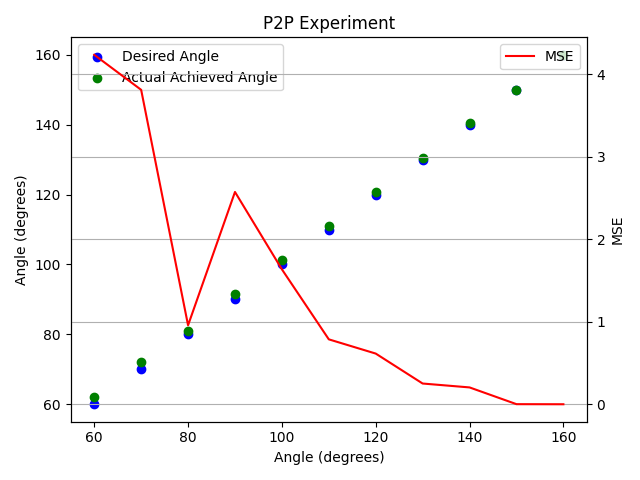 P2P Experiment
Desired Angle
Actual Achieved Angle
MSE
160
140
120
100
80
60
Angle (degrees)
4
3
2
1
0
MSE
60 80 100 120 140 160
Angle (degrees)